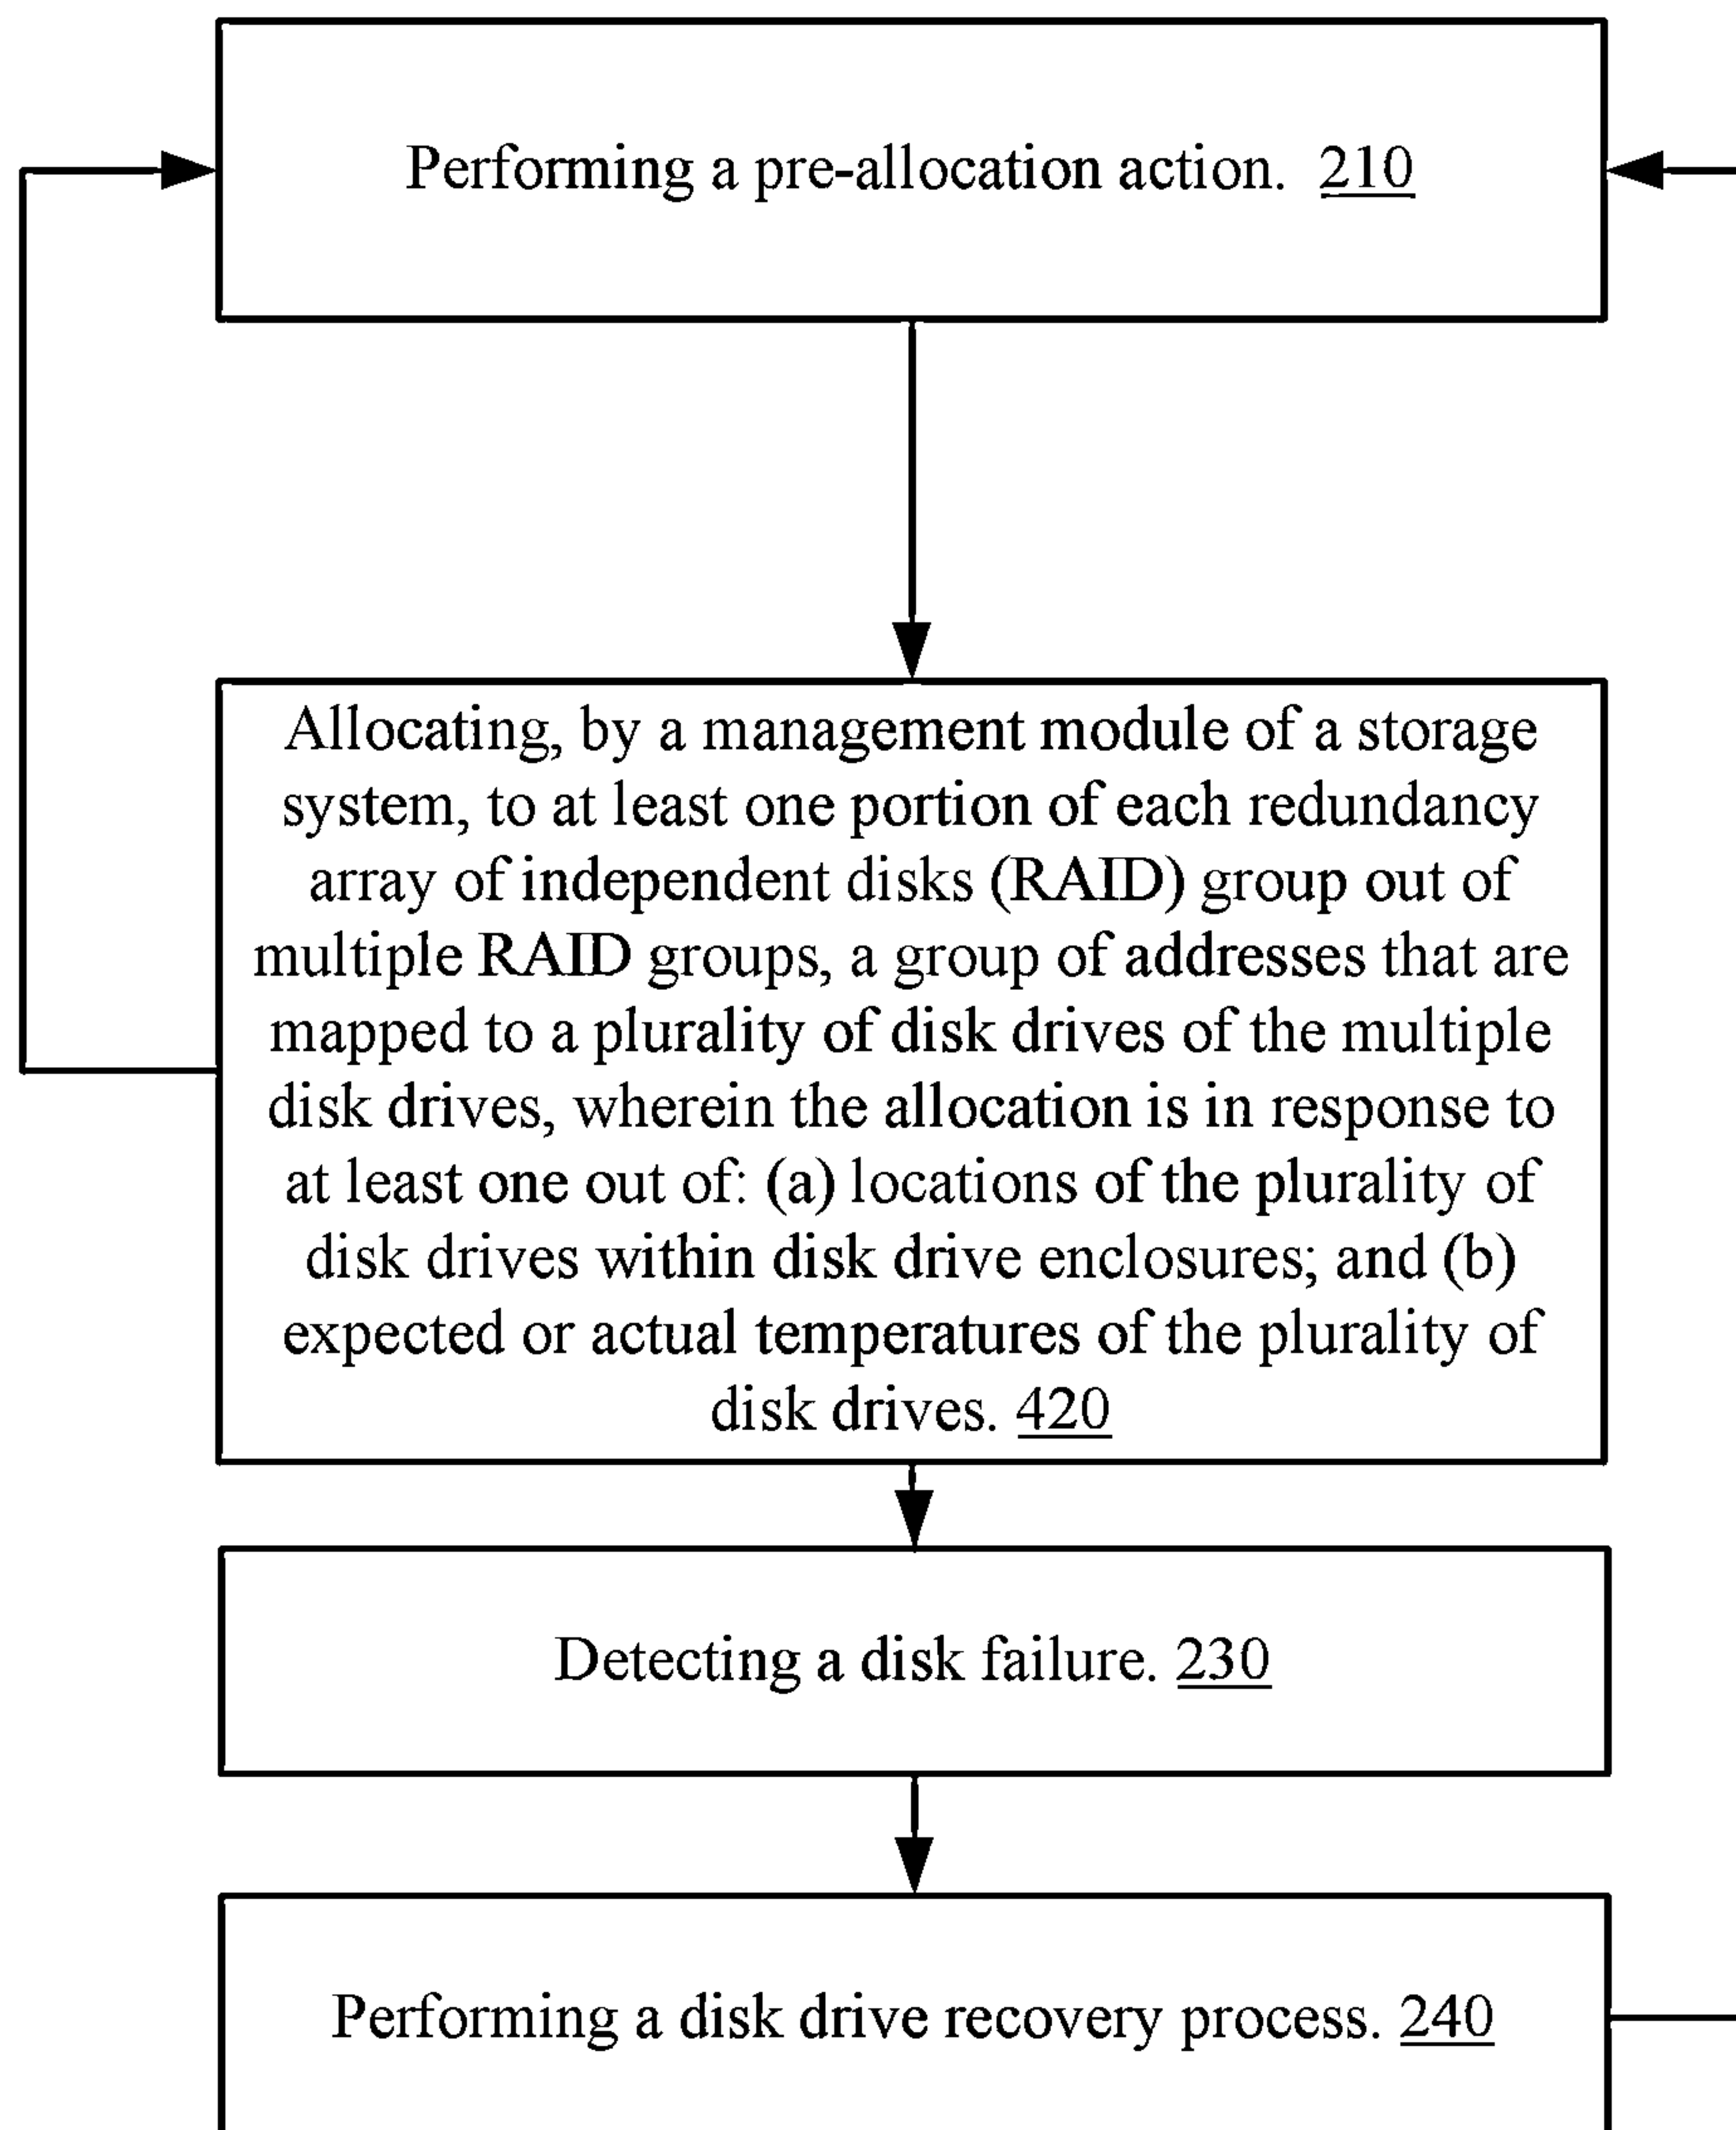 Performing a pre-allocation action. 210
Allocating, by a management module of a storage
system, to at least one portion of each redundancy
array of independent disks (RAID) group out of
multiple RAID groups, a group of addresses that are
mapped to a plurality of disk drives of the multiple
disk drives, wherein the allocation is in response to
at least one out of: (a) locations of the plurality of
disk drives within disk drive enclosures; and (b)
expected or actual temperatures of the plurality of
disk drives. 420
Detecting a disk failure. 230
Performing a disk drive recovery process. 240